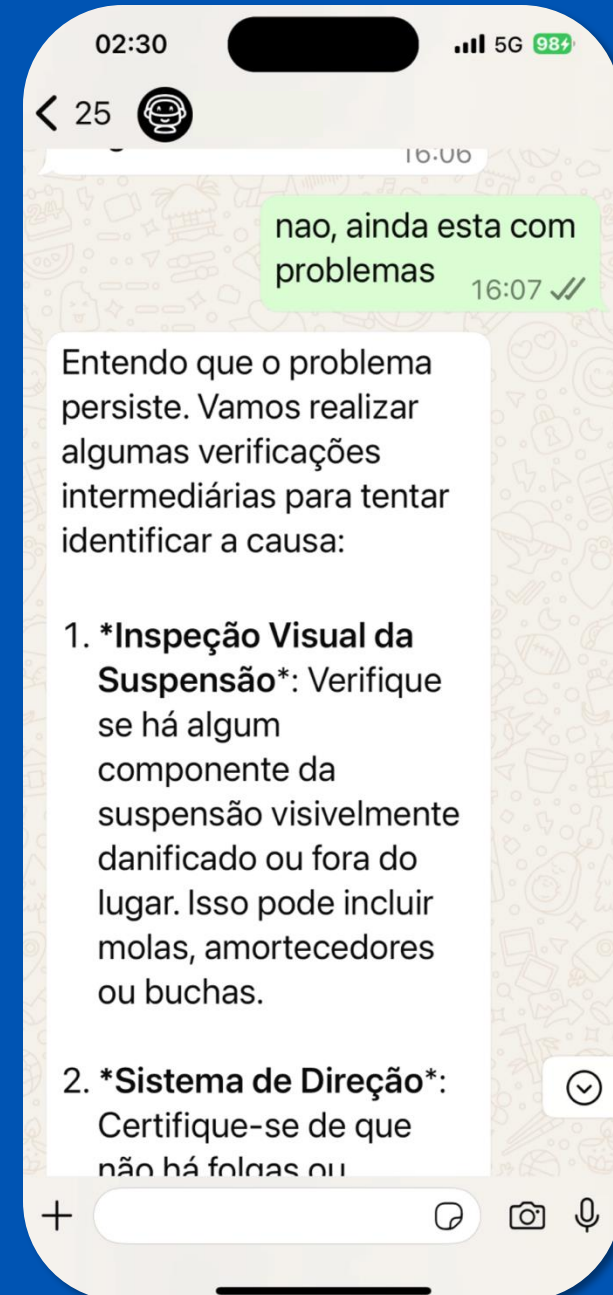 02:30
5G 98
25
16:06
nao, ainda esta com
problemas
16:07
Entendo que o problema
persiste. Vamos realizar
algumas verificações
intermediárias para tentar
identificar a causa:
1. *Inspeção Visual da
Suspensão*: Verifique
se há algum
componente da
suspensão visivelmente
danificado ou fora do
lugar. Isso pode incluir
molas, amortecedores
ou buchas.
2. *Sistema de Direção*:
Certifique-se de que
não há folgas ou